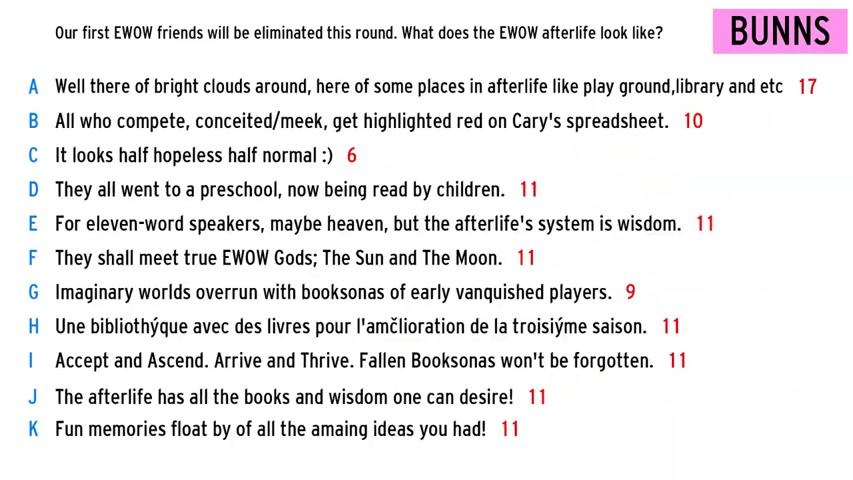 Our first EWOW friends will be eliminated this round. What does the EWOW afterlife look like?
BUNNS
A Well there of bright clouds around, here of some places in afterlife like play ground,library and etc 17
B All who compete, conceited/meek, get highlighted red on Cary's spreadsheet. 10
C It looks half hopeless half normal :) 6
D They all went to a preschool, now being read by children. 11
E For eleven-word speakers, maybe heaven, but the afterlife's system is wisdom. 11
F They shall meet true EWOW Gods; The Sun and The Moon. 11
G Imaginary worlds overrun with booksonas of early vanquished players. 9
H Une bibliothýque avec des livres pour l'amčlioration de la troisiýme saison. 11
I Accept and Ascend. Arrive and Thrive. Fallen Booksonas won't be forgotten. 11
J The afterlife has all the books and wisdom one can desire! 11
K Fun memories float by of all the amaing ideas you had! 11